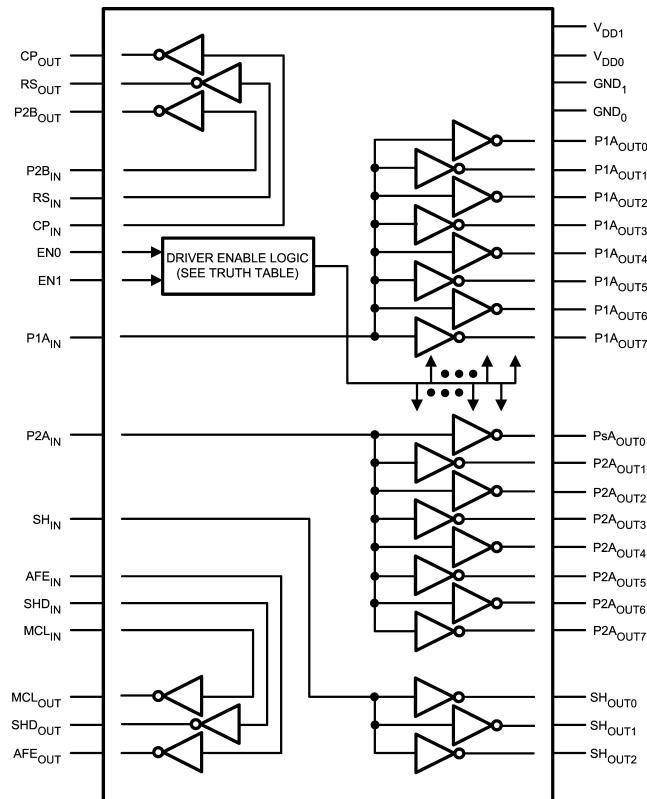 CP_OUT
RS_OUT
P2B_OUT
P2B_IN
RS_IN
CP_IN
EN0
EN1
P1A_IN
P2A_IN
SH_IN
AFE_IN
SHD_IN
MCL_IN
MCL_OUT
SHD_OUT
AFE_OUT
DRIVER ENABLE LOGIC
(SEE TRUTH TABLE)
V_DD1
V_DD0
GND_1
GND_0
P1A_OUT0
P1A_OUT1
P1A_OUT2
P1A_OUT3
P1A_OUT4
P1A_OUT5
P1A_OUT6
P1A_OUT7
PsA_OUT0
P2A_OUT1
P2A_OUT2
P2A_OUT3
P2A_OUT4
P2A_OUT5
P2A_OUT6
P2A_OUT7
SH_OUT0
SH_OUT1
SH_OUT2